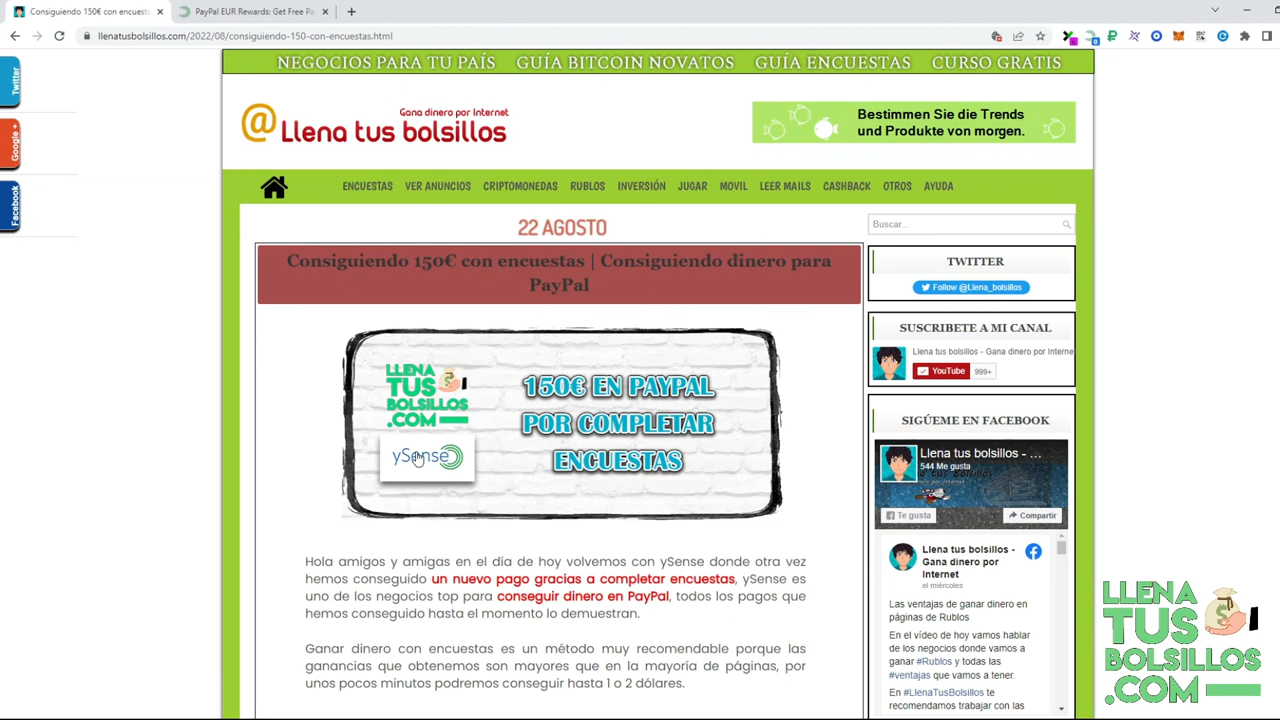 Consiguiendo 150€ con encuesta
PayPal EUR Rewards: Get Free Pa
llenatusbolsillos.com/2022/08/consiguiendo-150-con-encuestas.html
Twitter
Google +
Facebook
NEGOCIOS PARA TU PAÍS GUÍA BITCOIN NOVATOS GUÍA ENCUESTAS CURSO GRATIS
@ Llena tus bolsillos
Gana dinero por Internet
Bestimmen Sie die Trends
und Produkte von morgen.
ENCUESTAS VER ANUNCIOS CRIPTOMONEDAS RUBLOS INVERSIÓN JUGAR MOVIL LEER MAILS CASHBACK OTROS AYUDA
22 AGOSTO
Consiguiendo 150€ con encuestas | Consiguiendo dinero para
PayPal
LLENA
TUS
BOLSILLOS
.COM
ySense
150€ EN PAYPAL
POR COMPLETAR
ENCUESTAS
Hola amigos y amigas en el día de hoy volvemos con ySense donde otra vez
hemos conseguido un nuevo pago gracias a completar encuestas, ySense es
uno de los negocios top para conseguir dinero en PayPal, todos los pagos que
hemos conseguido hasta el momento lo demuestran.
Ganar dinero con encuestas es un método muy recomendable porque las
ganancias que obtenemos son mayores que en la mayoría de páginas, por
unos pocos minutos podremos conseguir hasta 1 o 2 dólares.
Buscar...
TWITTER
Follow @Llena_bolsillos
SUSCRIBETE A MI CANAL
Llena tus bolsillos - Gana dinero por Interne
YouTube 999+
SIGÚEME EN FACEBOOK
Llena tus bolsillos - ...
544 Me gusta
Te gusta
Compartir
Llena tus bolsillos -
Gana dinero por
Internet
el miércoles
Las ventajas de ganar dinero en
páginas de Rublos
En el vídeo de hoy vamos hablar
de los negocios donde vamos a
ganar #Rublos y todas las
#ventajas que vamos a tener.
En #LlenaTusBolsillos te
recomendamos trabajar con las
LLENA
TUS
BOLSILLOS
.COM